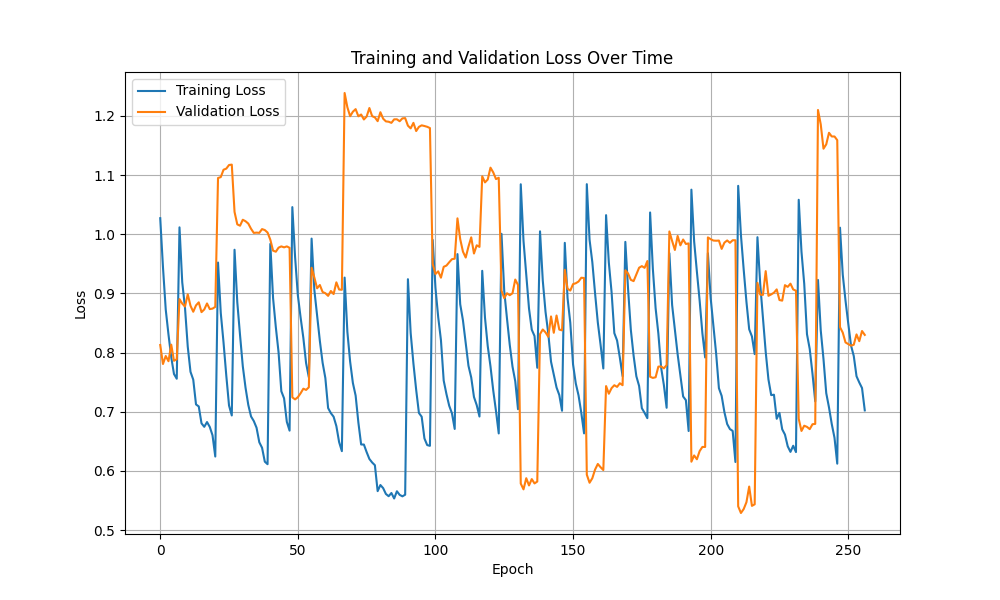 Training and Validation Loss Over Time
Training Loss
Validation Loss
1.2
1.1
1.0
0.9
0.8
0.7
0.6
0.5
Loss
0 50 100 150 200 250
Epoch